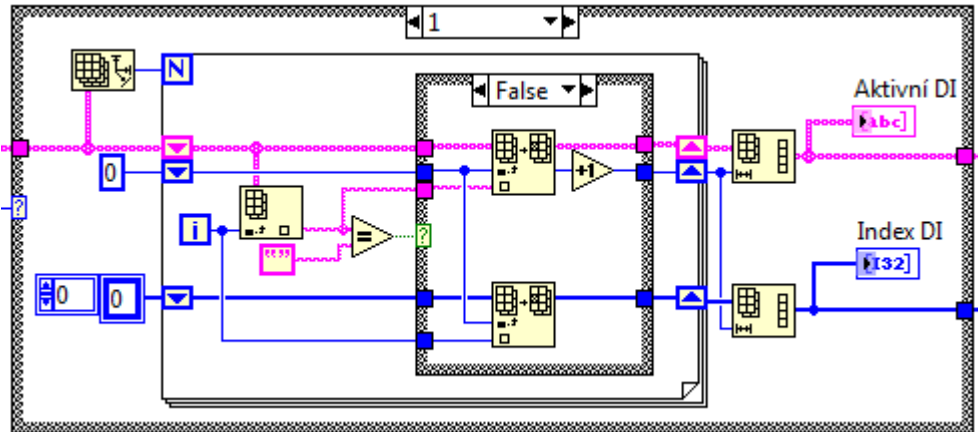 1
N
False
Aktivní DI
abc
0
+1
?
i
=
?
""
Index DI
I32
0
0